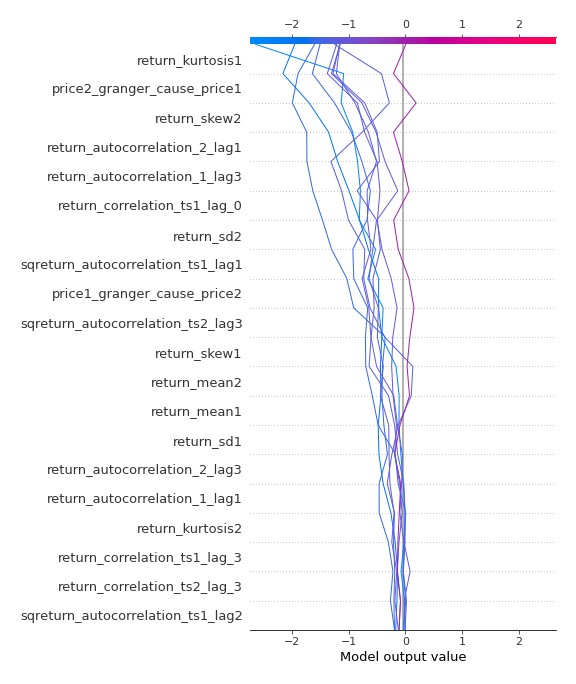 −2 −1 0 1 2
return_kurtosis1
price2_granger_cause_price1
return_skew2
return_autocorrelation_2_lag1
return_autocorrelation_1_lag3
return_correlation_ts1_lag_0
return_sd2
sqreturn_autocorrelation_ts1_lag1
price1_granger_cause_price2
sqreturn_autocorrelation_ts2_lag3
return_skew1
return_mean2
return_mean1
return_sd1
return_autocorrelation_2_lag3
return_autocorrelation_1_lag1
return_kurtosis2
return_correlation_ts1_lag_3
return_correlation_ts2_lag_3
sqreturn_autocorrelation_ts1_lag2
−2 −1 0 1 2
Model output value